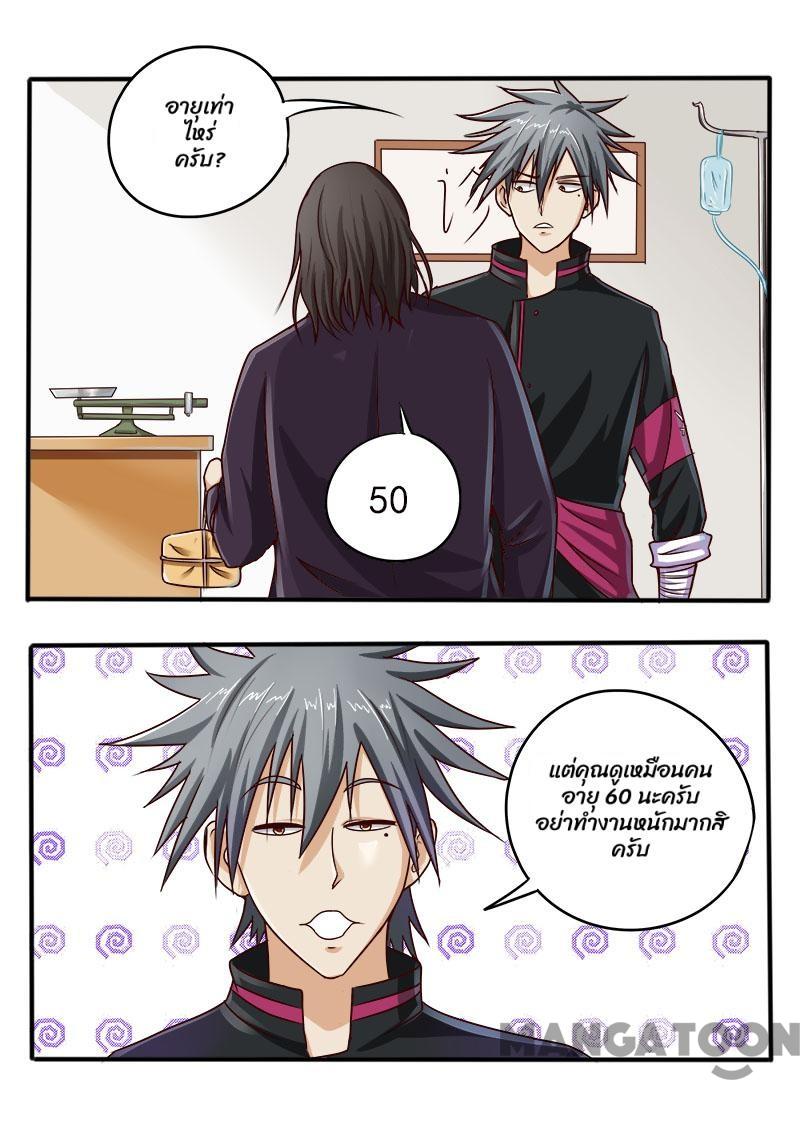 อายุเท่า
ไหร่
ครับ?
50
แต่คุณดูเหมือนคน
อายุ 60 นะครับ
อย่าทำงานหนักมากสิ
ครับ
MANGATOON